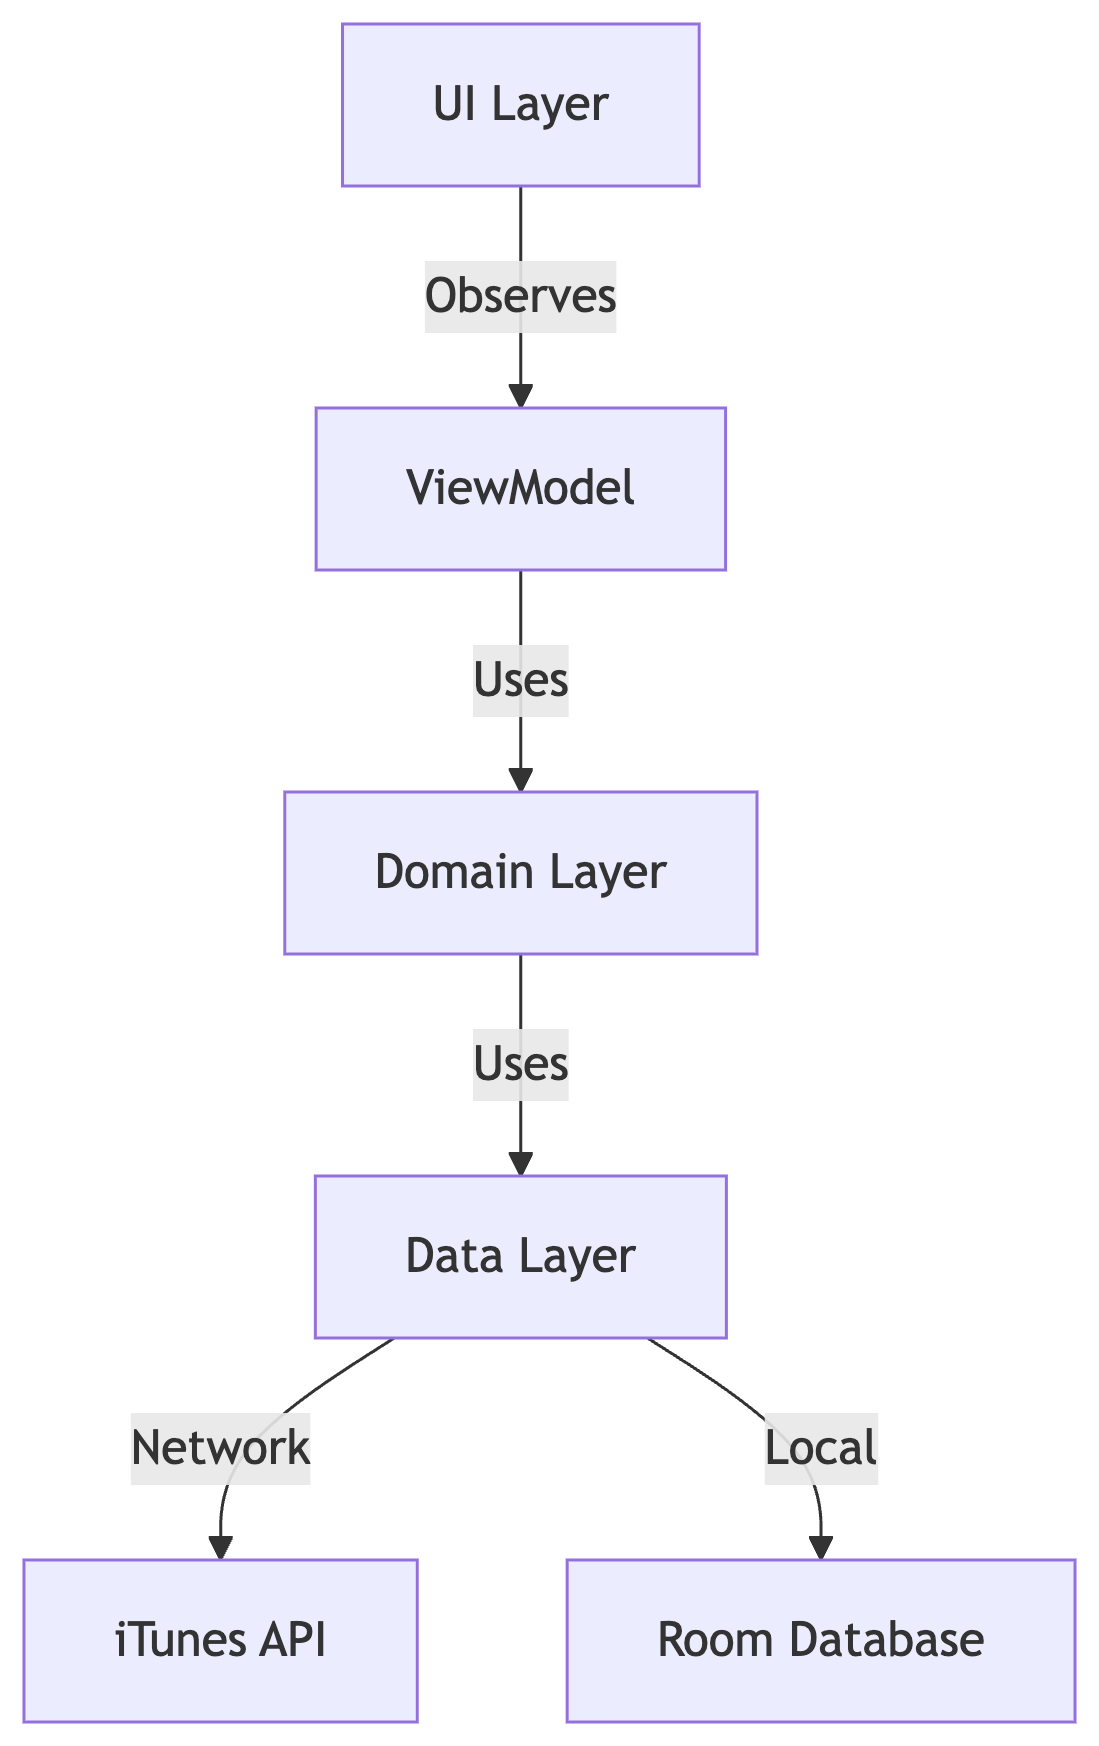 UI Layer
Observes
ViewModel
Uses
Domain Layer
Uses
Data Layer
Network
Local
iTunes API
Room Database